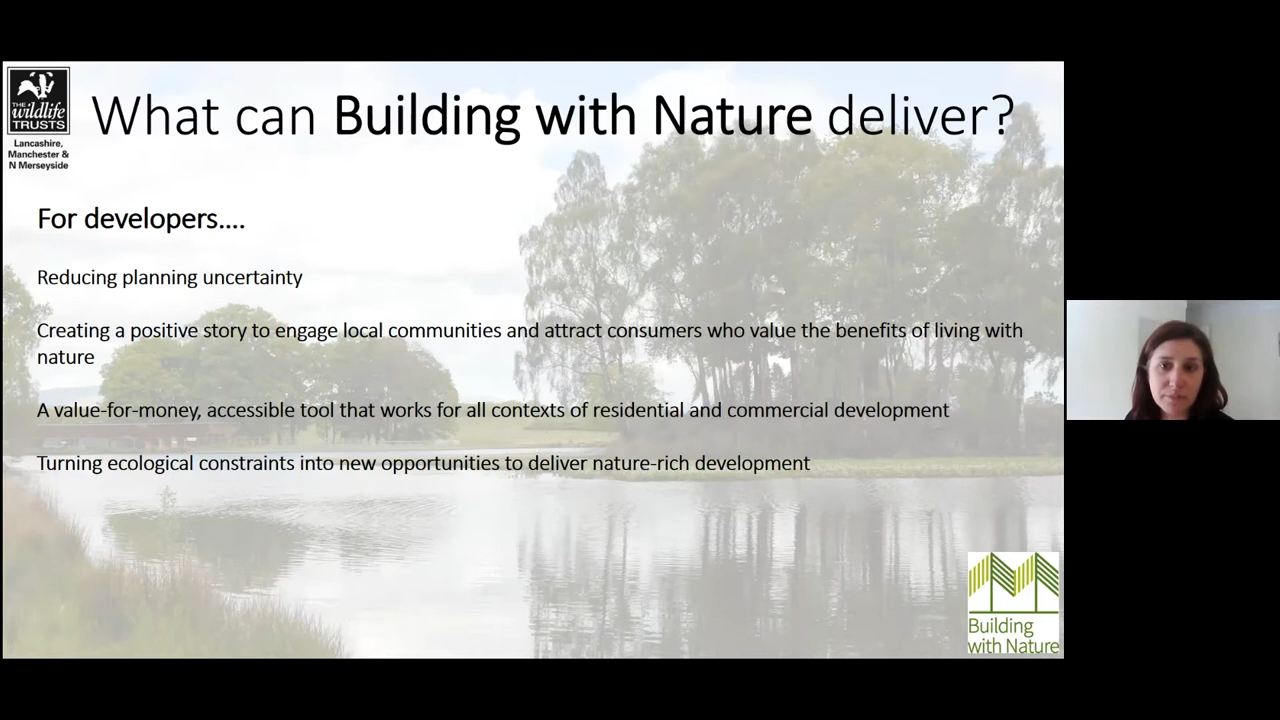 THE
wildlife
TRUSTS
Lancashire,
Manchester &
N Merseyside
What can Building with Nature deliver?
For developers....
Reducing planning uncertainty
Creating a positive story to engage local communities and attract consumers who value the benefits of living with
nature
A value-for-money, accessible tool that works for all contexts of residential and commercial development
Turning ecological constraints into new opportunities to deliver nature-rich development
Building
with Nature